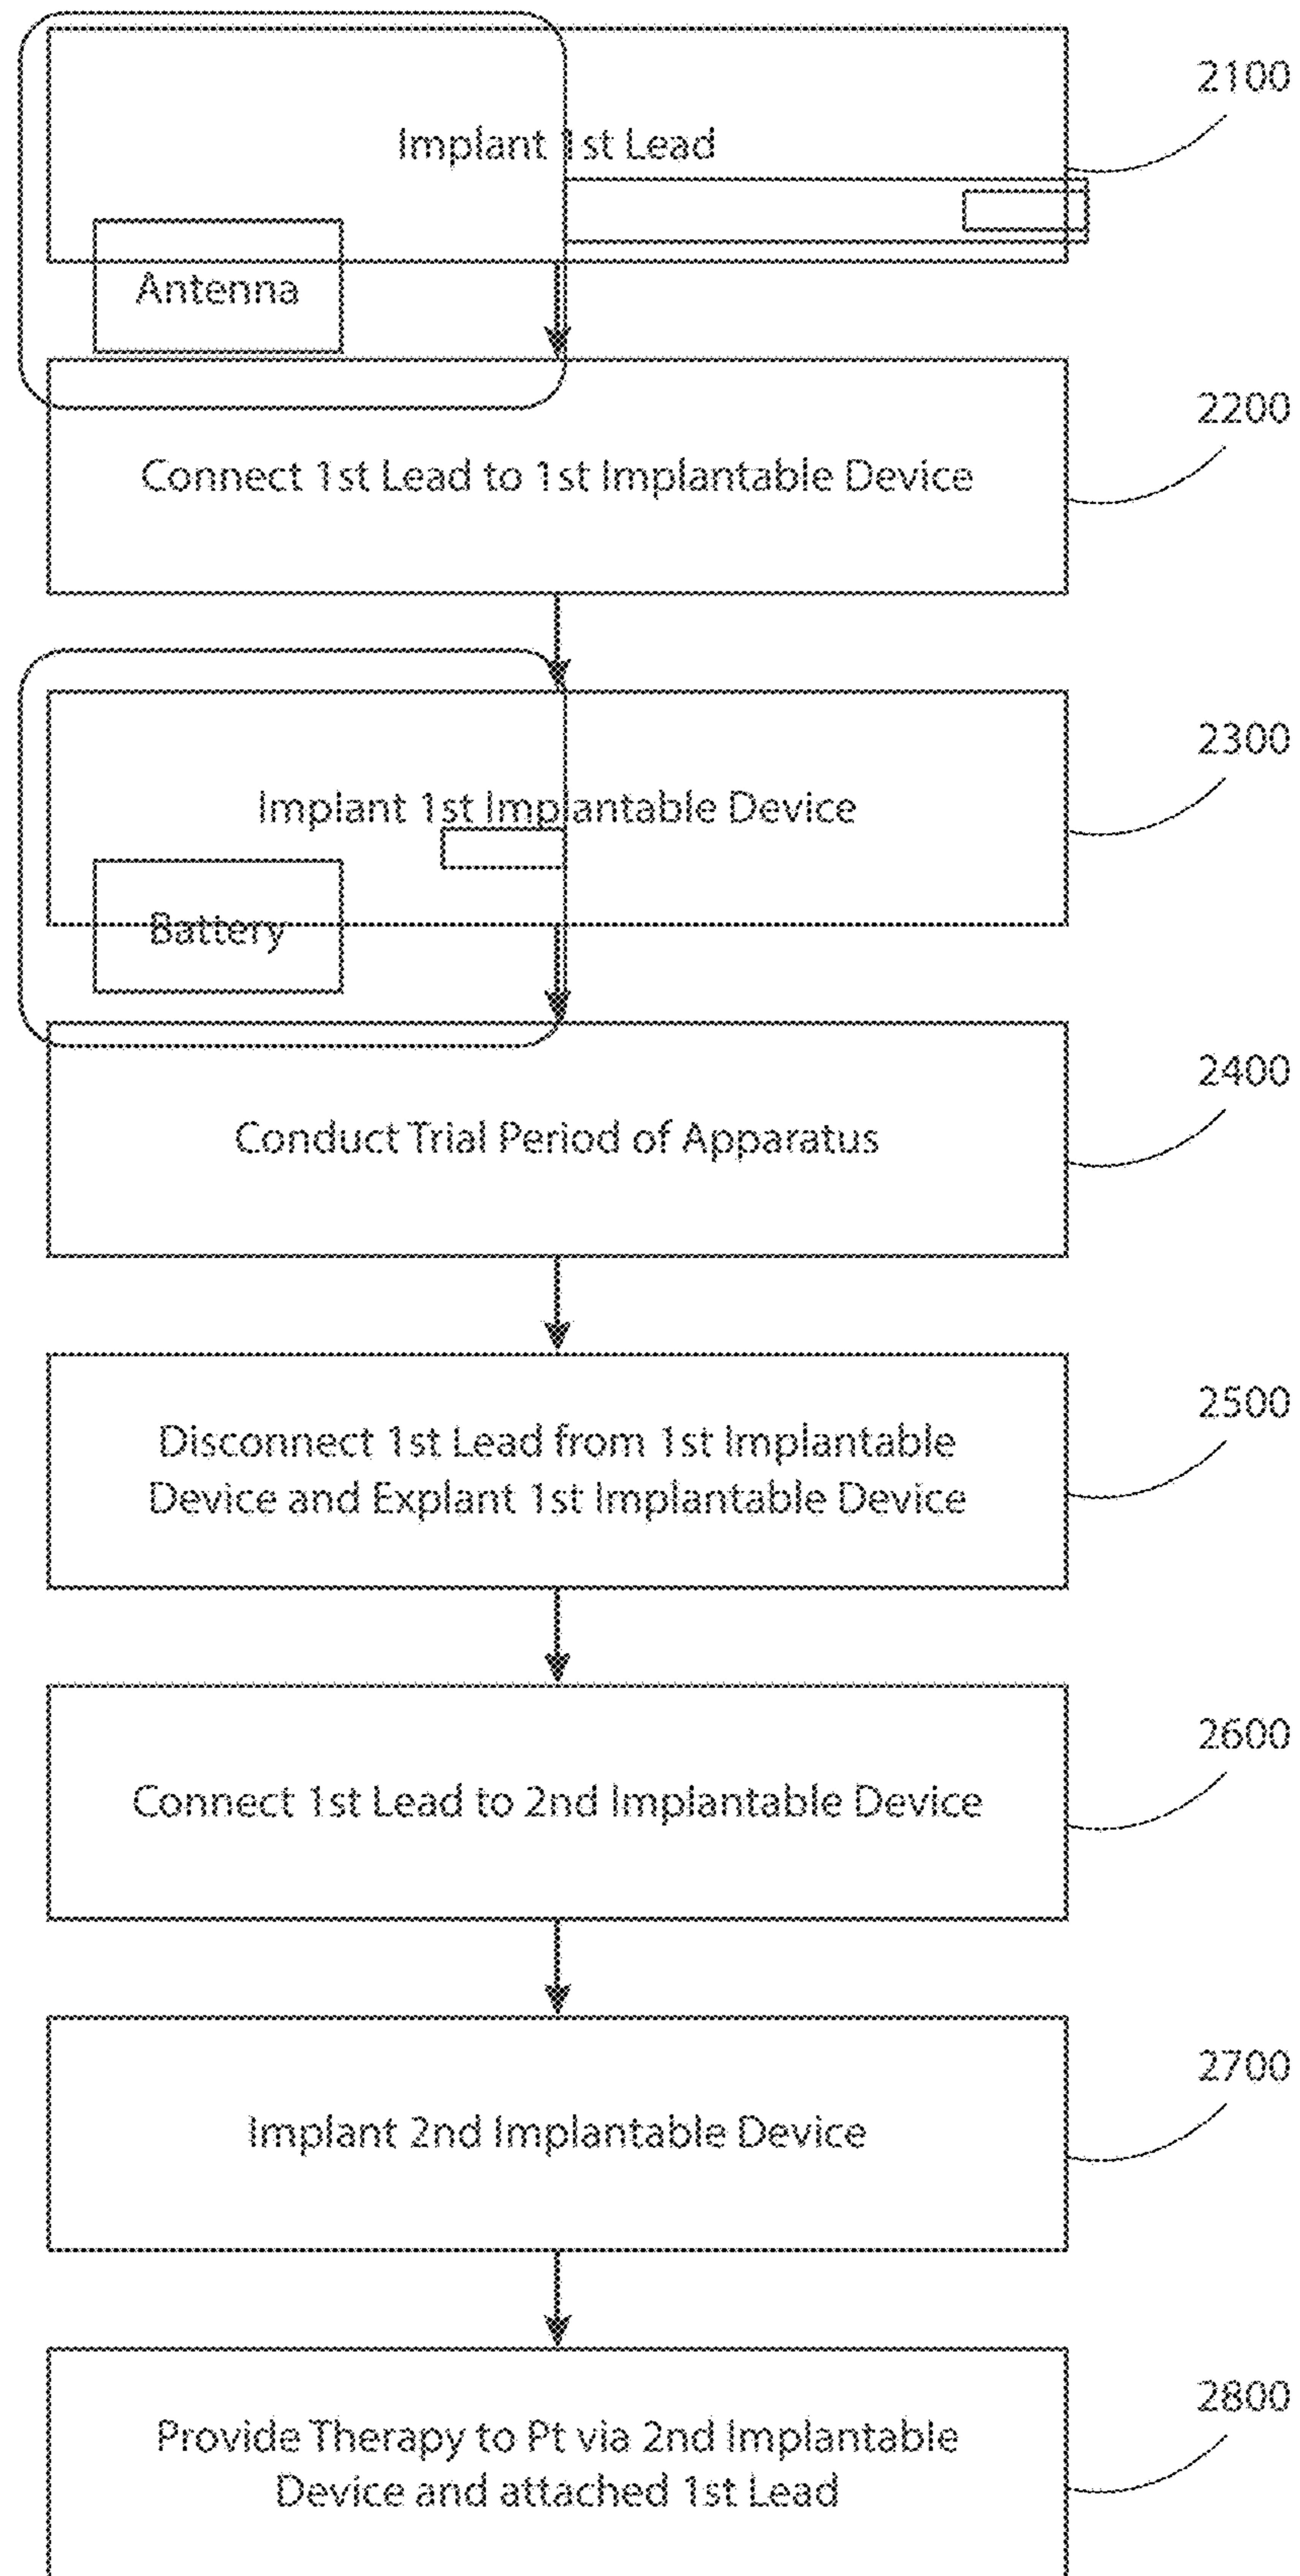 2100
Implant 1st Lead
Antenna
2200
Connect 1st Lead to 1st Implantable Device
2300
Implant 1st Implantable Device
Battery
2400
Conduct Trial Period of Apparatus
2500
Disconnect 1st Lead from 1st Implantable
Device and Explant 1st Implantable Device
2600
Connect 1st Lead to 2nd Implantable Device
2700
Implant 2nd Implantable Device
2800
Provide Therapy to Pt via 2nd Implantable
Device and attached 1st Lead